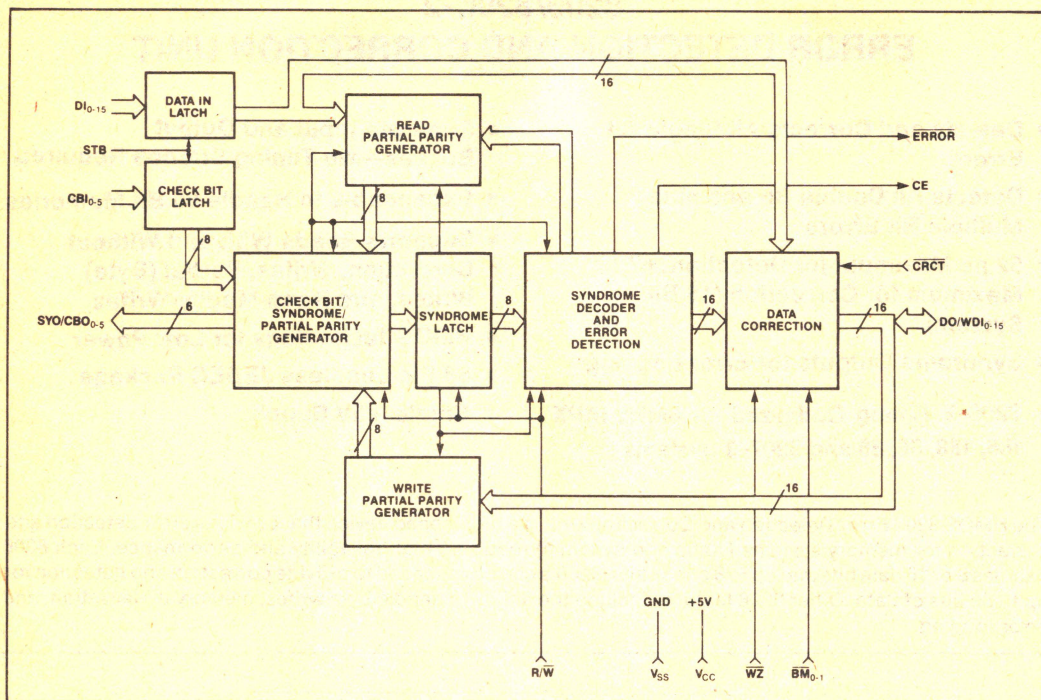 16
DI0-15
DATA IN
LATCH
READ
PARTIAL PARITY
GENERATOR
ERROR
STB
CBI0-5
CHECK BIT
LATCH
CE
8
8
CRCT
SYO/CBO0-5
6
CHECK BIT/
SYNDROME/
PARTIAL PARITY
GENERATOR
SYNDROME
LATCH
8
SYNDROME
DECODER
AND
ERROR
DETECTION
16
DATA
CORRECTION
16
DO/WDI0-15
8
WRITE
PARTIAL PARITY
GENERATOR
16
GND
+5V
R/W
VSS
VCC
WZ
BM0-1